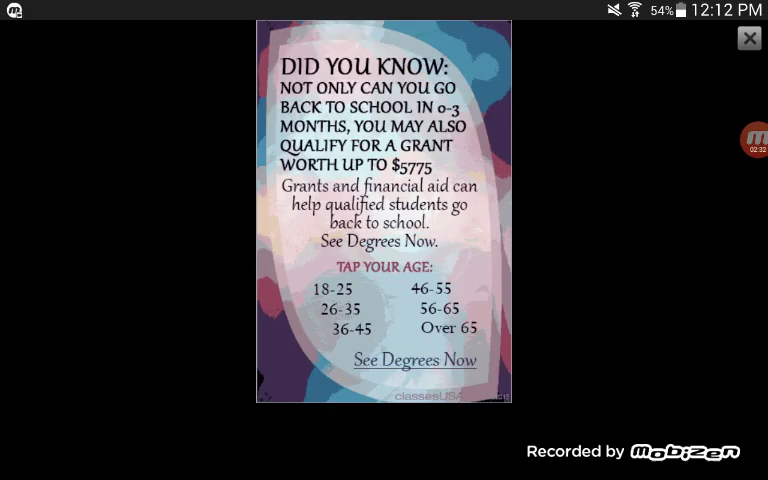 54% 12:12 PM
DID YOU KNOW:
NOT ONLY CAN YOU GO
BACK TO SCHOOL IN 0-3
MONTHS, YOU MAY ALSO
QUALIFY FOR A GRANT
WORTH UP TO $5775
Grants and financial aid can
help qualified students go
back to school.
See Degrees Now.
TAP YOUR AGE:
18-25 46-55
26-35 56-65
36-45 Over 65
See Degrees Now
classesUSA
02:32
Recorded by mobizen